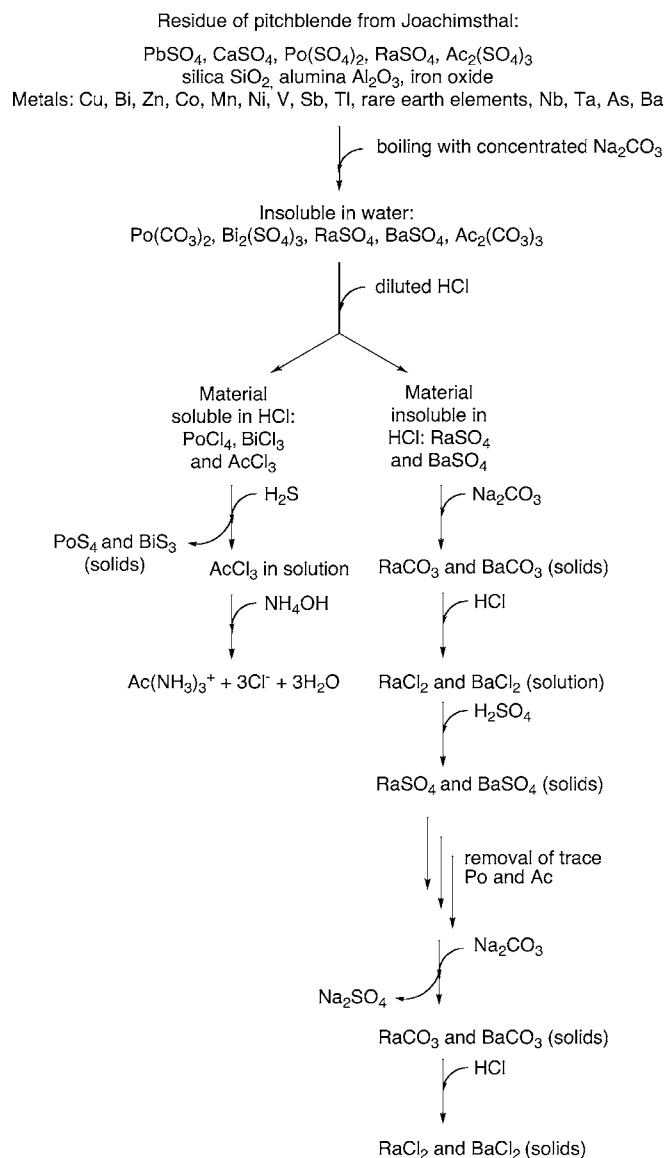 Residue of pitchblende from Joachimsthal:
PbSO₄, CaSO₄, Po(SO₄)₂, RaSO₄, Ac₂(SO₄)₃
silica SiO₂, alumina Al₂O₃, iron oxide
Metals: Cu, Bi, Zn, Co, Mn, Ni, V, Sb, Tl, rare earth elements, Nb, Ta, As, Ba
boiling with concentrated Na₂CO₃
Insoluble in water:
Po(CO₃)₂, Bi₂(SO₄)₃, RaSO₄, BaSO₄, Ac₂(CO₃)₃
diluted HCl
Material
soluble in HCl:
PoCl₄, BiCl₃
and AcCl₃
Material
insoluble in
HCl: RaSO₄
and BaSO₄
H₂S
Na₂CO₃
PoS₄ and BiS₃
(solids)
AcCl₃ in solution
RaCO₃ and BaCO₃ (solids)
NH₄OH
HCl
Ac(NH₃)₃⁺ + 3Cl⁻ + 3H₂O
RaCl₂ and BaCl₂ (solution)
H₂SO₄
RaSO₄ and BaSO₄ (solids)
removal of trace
Po and Ac
Na₂CO₃
Na₂SO₄
RaCO₃ and BaCO₃ (solids)
HCl
RaCl₂ and BaCl₂ (solids)